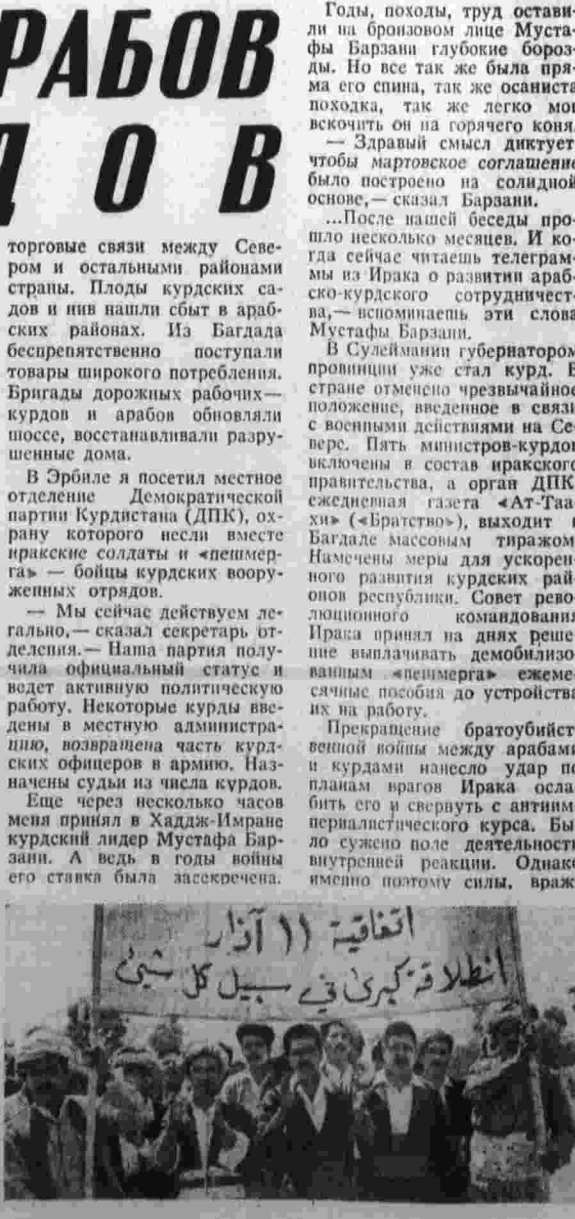 РАБОВ
ДОВ
торговые связи между Севе-
ром и остальными районами
страны. Плоды курдских са-
дов и нив нашли сбыт в араб-
ских районах. Из Багдада
беспрепятственно поступали
товары широкого потребления.
Бригады дорожных рабочих—
курдов и арабов обновляли
шоссе, восстанавливали разру-
шенные дома.
В Эрбиле я посетил местное
отделение Демократической
партии Курдистана (ДПК), ох-
рану которого несли вместе
иракские солдаты и «пешмер-
га» — бойцы курдских воору-
женных отрядов.
— Мы сейчас действуем ле-
гально,— сказал секретарь от-
деления.— Наша партия полу-
чила официальный статус и
ведет активную политическую
работу. Некоторые курды вве-
дены в местную администра-
цию, возвращена часть курд-
ских офицеров в армию. Наз-
начены судьи из числа курдов.
Еще через несколько часов
меня принял в Хаддж-Имране
курдский лидер Мустафа Бар-
зани. А ведь в годы войны
его ставка была засекречена.
Годы, походы, труд остави-
ли на бронзовом лице Муста-
фы Барзани глубокие бороз-
ды. Но все так же была пря-
ма его спина, так же осаниста
походка, так же легко мог
вскочить он на горячего коня.
— Здравый смысл диктует,
чтобы мартовское соглашение
было построено на солидной
основе,— сказал Барзани.
...После нашей беседы про-
шло несколько месяцев. И ко-
гда сейчас читаешь телеграм-
мы из Ирака о развитии араб-
ско-курдского сотрудничест-
ва,— вспоминаешь эти слова
Мустафы Барзани.
В Сулеймании губернатором
провинции уже стал курд. В
стране отменено чрезвычайное
положение, введенное в связи
с военными действиями на Се-
вере. Пять министров-курдов
включены в состав иракского
правительства, а орган ДПК
ежедневная газета «Ат-Таа-
хи» («Братство»), выходит в
Багдаде массовым тиражом.
Намечены меры для ускорен-
ного развития курдских рай-
онов республики. Совет рево-
люционного командования
Ирака принял на днях реше-
ние выплачивать демобилизо-
ванным «пешмерга» ежеме-
сячные пособия до устройства
их на работу.
Прекращение братоубийст-
венной войны между арабами
и курдами нанесло удар по
планам врагов Ирака осла-
бить его и свернуть с антиим-
периалистического курса. Бы-
ло сужено поле деятельности
внутренней реакции. Однако
именно поэтому силы, враж-
اتفاقية ١١ آذار
انطلاقة كبرى في سبيل كل شيئ